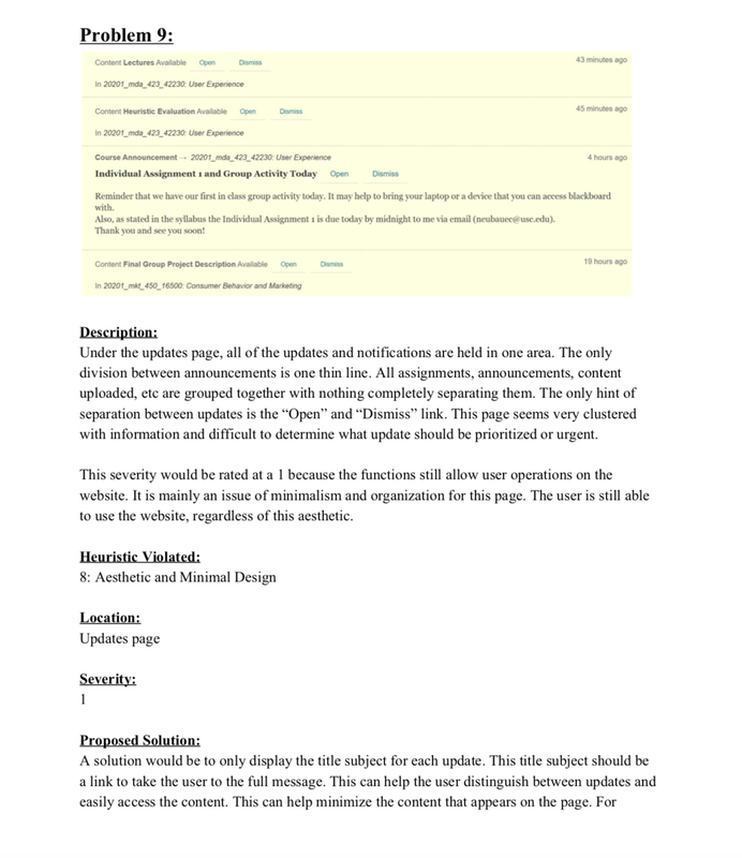 Problem 9:
Content Lectures Available Open Dismiss 43 minutes ago
In 20201_mda_423_42230: User Experience
Content Heuristic Evaluation Available Open Dismiss 45 minutes ago
In 20201_mda_423_42230: User Experience
Course Announcement → 20201_mda_423_42230: User Experience 4 hours ago
Individual Assignment 1 and Group Activity Today Open Dismiss
Reminder that we have our first in class group activity today. It may help to bring your laptop or a device that you can access blackboard
with.
Also, as stated in the syllabus the Individual Assignment 1 is due today by midnight to me via email (neubauec@usc.edu).
Thank you and see you soon!
Content Final Group Project Description Available Open Dismiss 19 hours ago
In 20201_mkt_450_16500: Consumer Behavior and Marketing
Description:
Under the updates page, all of the updates and notifications are held in one area. The only
division between announcements is one thin line. All assignments, announcements, content
uploaded, etc are grouped together with nothing completely separating them. The only hint of
separation between updates is the “Open” and “Dismiss” link. This page seems very clustered
with information and difficult to determine what update should be prioritized or urgent.
This severity would be rated at a 1 because the functions still allow user operations on the
website. It is mainly an issue of minimalism and organization for this page. The user is still able
to use the website, regardless of this aesthetic.
Heuristic Violated:
8: Aesthetic and Minimal Design
Location:
Updates page
Severity:
1
Proposed Solution:
A solution would be to only display the title subject for each update. This title subject should be
a link to take the user to the full message. This can help the user distinguish between updates and
easily access the content. This can help minimize the content that appears on the page. For